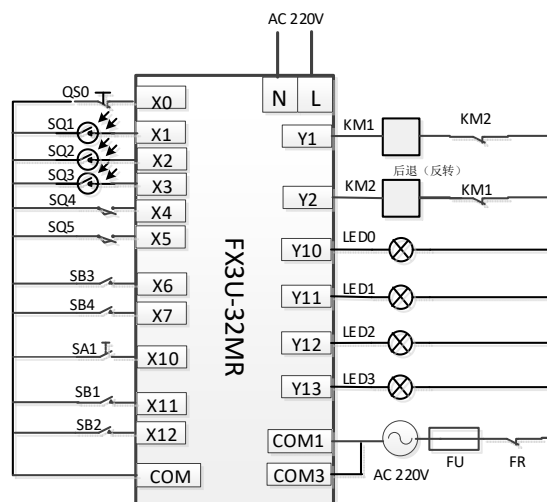 AC 220V
N L
QS0 X0
SQ1 X1
SQ2 X2
SQ3 X3
SQ4 X4
SQ5 X5
SB3 X6
SB4 X7
SA1 X10
SB1 X11
SB2 X12
COM
FX3U-32MR
Y1 KM1 KM2
后退（反转）
Y2 KM2 KM1
Y10 LED0
Y11 LED1
Y12 LED2
Y13 LED3
COM1
COM3
AC 220V
FU
FR